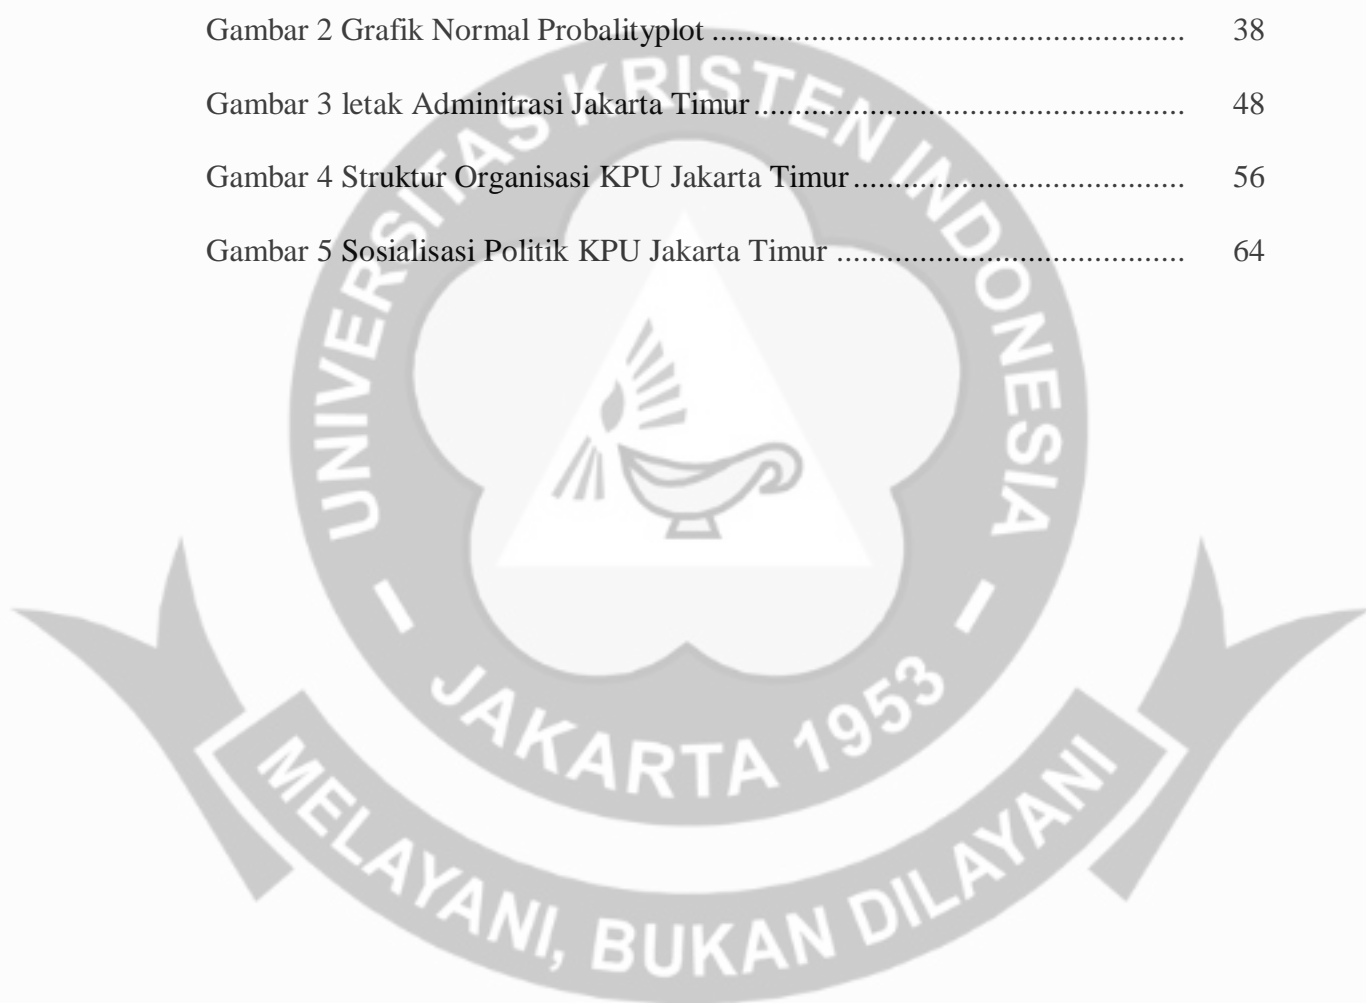 Gambar 2 Grafik Normal Probalityplot ........................................................ 38
Gambar 3 letak Adminitrasi Jakarta Timur ................................................... 48
Gambar 4 Struktur Organisasi KPU Jakarta Timur ....................................... 56
Gambar 5 Sosialisasi Politik KPU Jakarta Timur ......................................... 64
UNIVERSITAS KRISTEN INDONESIA
JAKARTA 1953
MELAYANI, BUKAN DILAYANI